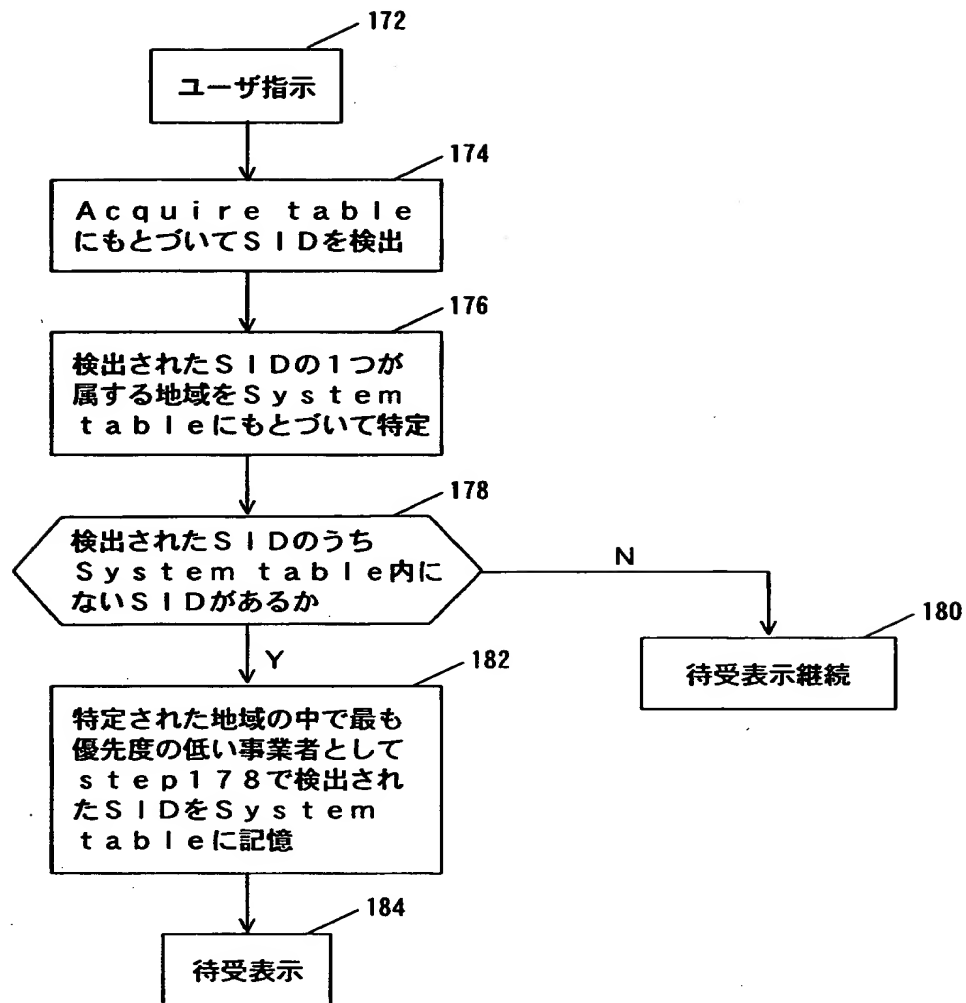 172
ユーザ指示
174
Ａｃｑｕｉｒｅ ｔａｂｌｅ
にもとづいてＳＩＤを検出
176
検出されたＳＩＤの１つが
属する地域をＳｙｓｔｅｍ
ｔａｂｌｅにもとづいて特定
178
検出されたＳＩＤのうち
Ｓｙｓｔｅｍ ｔａｂｌｅ内に
ないＳＩＤがあるか
N
180
待受表示継続
Y
182
特定された地域の中で最も
優先度の低い事業者として
ｓｔｅｐ１７８で検出され
たＳＩＤをＳｙｓｔｅｍ
ｔａｂｌｅに記憶
184
待受表示